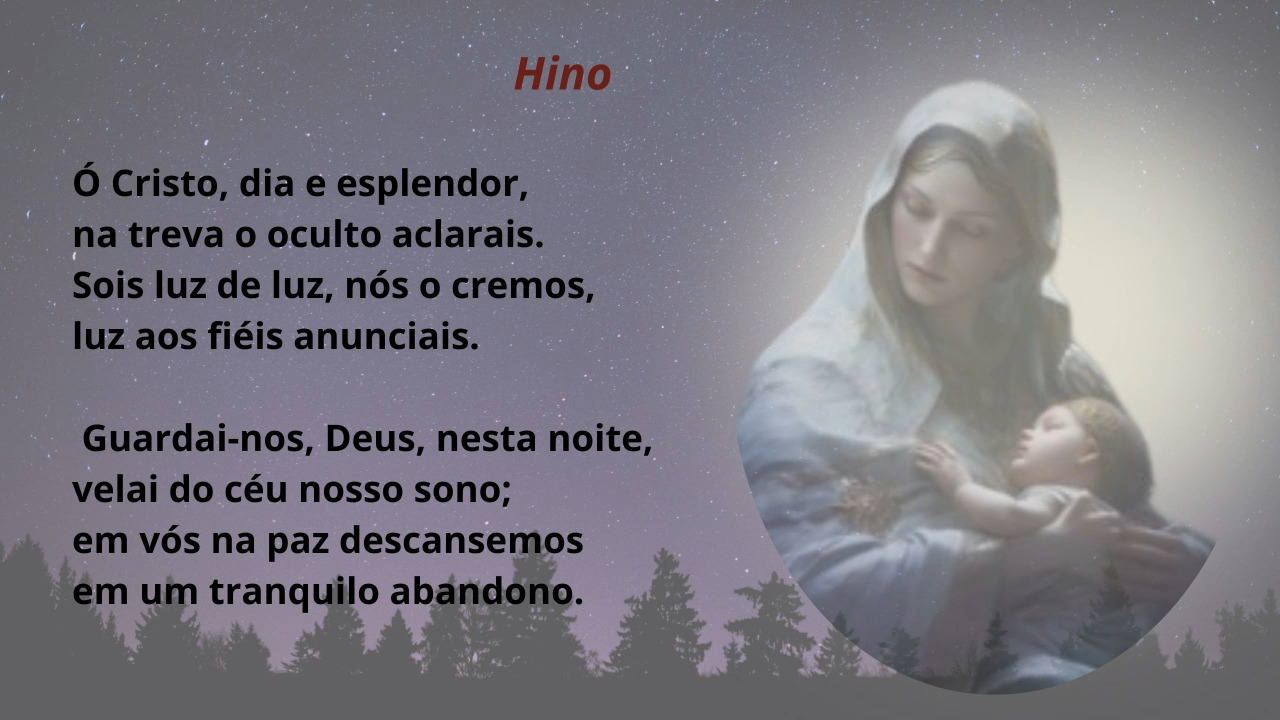 Hino
Ó Cristo, dia e esplendor,
na treva o oculto aclarais.
Sois luz de luz, nós o cremos,
luz aos fiéis anunciais.
Guardai-nos, Deus, nesta noite,
velai do céu nosso sono;
em vós na paz descansemos
em um tranquilo abandono.